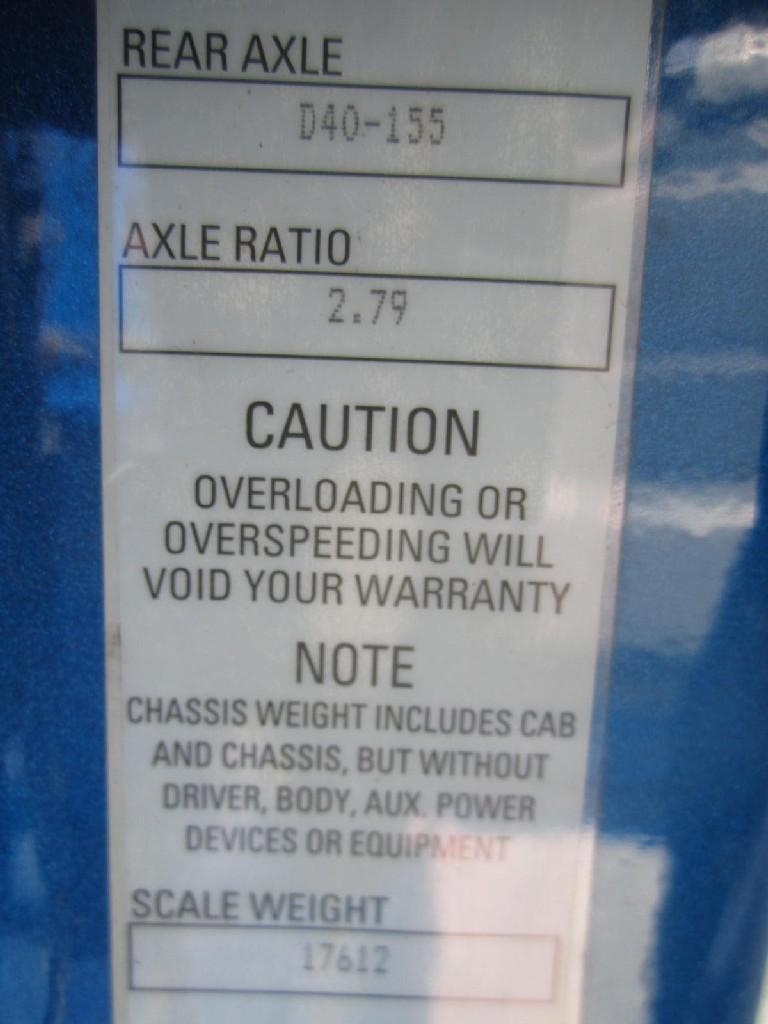 REAR AXLE
D40-155
AXLE RATIO
2.79
CAUTION
OVERLOADING OR
OVERSPEEDING WILL
VOID YOUR WARRANTY
NOTE
CHASSIS WEIGHT INCLUDES CAB
AND CHASSIS, BUT WITHOUT
DRIVER, BODY, AUX. POWER
DEVICES OR EQUIPMENT
SCALE WEIGHT
17612